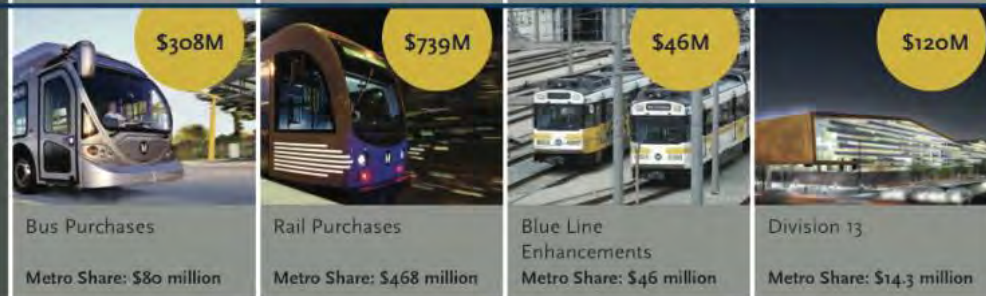 $308M
Bus Purchases
Metro Share: $80 million
$739M
Rail Purchases
Metro Share: $468 million
$46M
Blue Line
Enhancements
Metro Share: $46 million
$120M
Division 13
Metro Share: $14.3 million